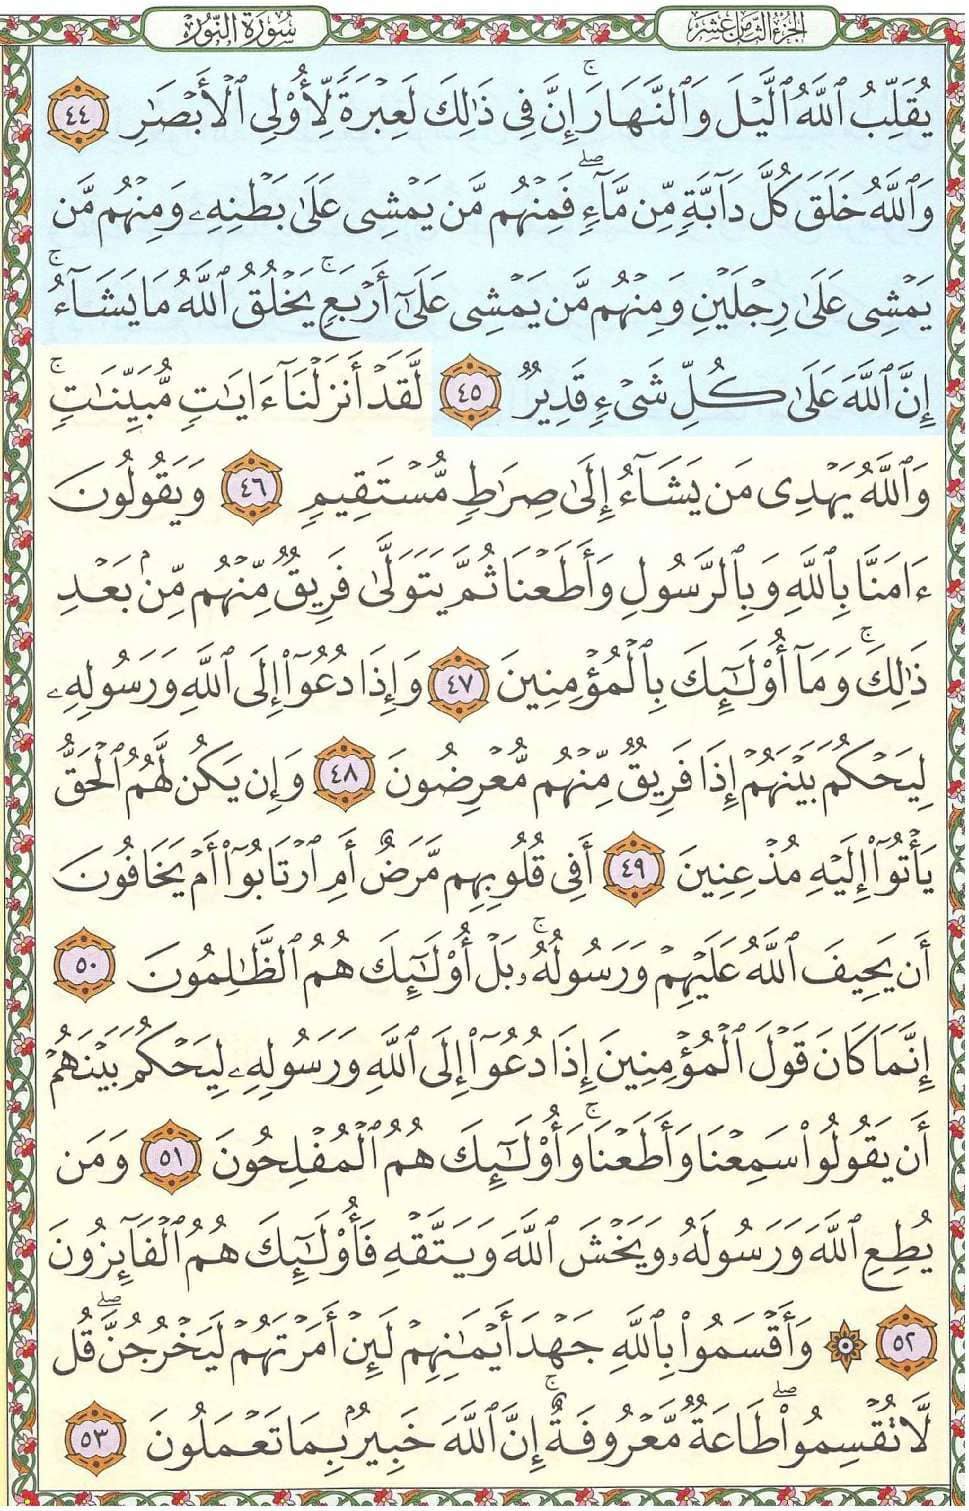 الجزء الثامن عشر
سورة النور
يُقَلِّبُ ٱللَّهُ ٱلَّيۡلَ وَٱلنَّهَارَۚ إِنَّ فِي ذَٰلِكَ لَعِبۡرَةٗ لِّأُوْلِي ٱلۡأَبۡصَٰرِ ٤٤
وَٱللَّهُ خَلَقَ كُلَّ دَآبَّةٖ مِّن مَّآءٖۖ فَمِنۡهُم مَّن يَمۡشِي عَلَىٰ بَطۡنِهِۦ وَمِنۡهُم مَّن
يَمۡشِي عَلَىٰ رِجۡلَيۡنِ وَمِنۡهُم مَّن يَمۡشِي عَلَىٰٓ أَرۡبَعٖۚ يَخۡلُقُ ٱللَّهُ مَا يَشَآءُۚ
إِنَّ ٱللَّهَ عَلَىٰ كُلِّ شَيۡءٖ قَدِيرٞ ٤٥ لَّقَدۡ أَنزَلۡنَآ ءَايَٰتٖ مُّبَيِّنَٰتٖۚ
وَٱللَّهُ يَهۡدِي مَن يَشَآءُ إِلَىٰ صِرَٰطٖ مُّسۡتَقِيمٖ ٤٦ وَيَقُولُونَ
ءَامَنَّا بِٱللَّهِ وَبِٱلرَّسُولِ وَأَطَعۡنَا ثُمَّ يَتَوَلَّىٰ فَرِيقٞ مِّنۡهُم مِّنۢ بَعۡدِ
ذَٰلِكَۚ وَمَآ أُوْلَٰٓئِكَ بِٱلۡمُؤۡمِنِينَ ٤٧ وَإِذَا دُعُوٓاْ إِلَى ٱللَّهِ وَرَسُولِهِۦ
لِيَحۡكُمَ بَيۡنَهُمۡ إِذَا فَرِيقٞ مِّنۡهُم مُّعۡرِضُونَ ٤٨ وَإِن يَكُن لَّهُمُ ٱلۡحَقُّ
يَأۡتُوٓاْ إِلَيۡهِ مُذۡعِنِينَ ٤٩ أَفِي قُلُوبِهِم مَّرَضٌ أَمِ ٱرۡتَابُوٓاْ أَمۡ يَخَافُونَ
أَن يَحِيفَ ٱللَّهُ عَلَيۡهِمۡ وَرَسُولُهُۥۚ بَلۡ أُوْلَٰٓئِكَ هُمُ ٱلظَّٰلِمُونَ ٥٠
إِنَّمَا كَانَ قَوۡلَ ٱلۡمُؤۡمِنِينَ إِذَا دُعُوٓاْ إِلَى ٱللَّهِ وَرَسُولِهِۦ لِيَحۡكُمَ بَيۡنَهُمۡ
أَن يَقُولُواْ سَمِعۡنَا وَأَطَعۡنَاۚ وَأُوْلَٰٓئِكَ هُمُ ٱلۡمُفۡلِحُونَ ٥١ وَمَن
يُطِعِ ٱللَّهَ وَرَسُولَهُۥ وَيَخۡشَ ٱللَّهَ وَيَتَّقۡهِ فَأُوْلَٰٓئِكَ هُمُ ٱلۡفَآئِزُونَ
٥٢ ۞ وَأَقۡسَمُواْ بِٱللَّهِ جَهۡدَ أَيۡمَٰنِهِمۡ لَئِنۡ أَمَرۡتَهُمۡ لَيَخۡرُجُنَّۖ قُل
لَّا تُقۡسِمُواْۖ طَاعَةٞ مَّعۡرُوفَةٌۚ إِنَّ ٱللَّهَ خَبِيرُۢ بِمَا تَعۡمَلُونَ ٥٣